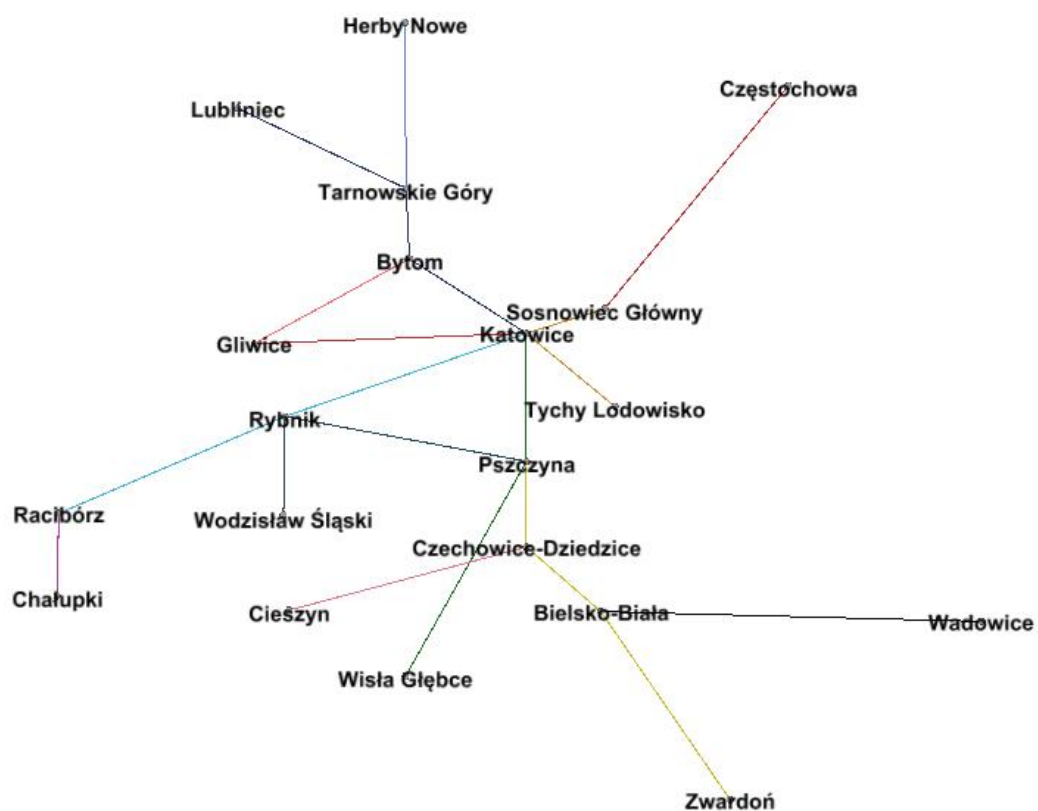 Herby Nowe
Częstochowa
Lubliniec
Tarnowskie Góry
Bytom
Sosnowiec Główny
Katowice
Gliwice
Tychy Lodowisko
Rybnik
Pszczyna
Racibórz
Wodzisław Śląski
Czechowice-Dziedzice
Chałupki
Cieszyn
Bielsko-Biała
Wadowice
Wisła Głębce
Zwardoń